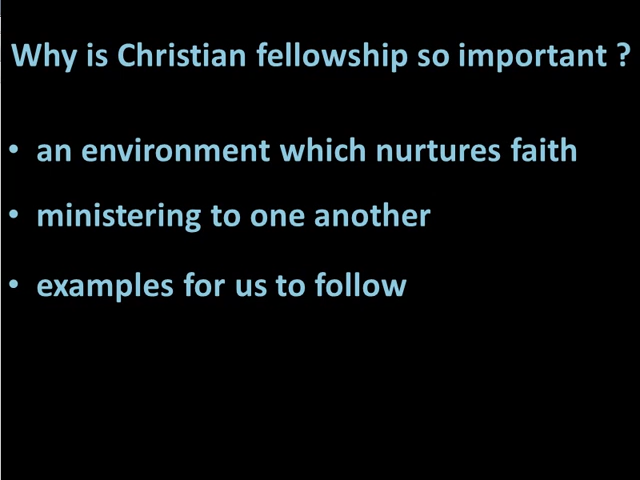 Why is Christian fellowship so important ?
• an environment which nurtures faith
• ministering to one another
• examples for us to follow